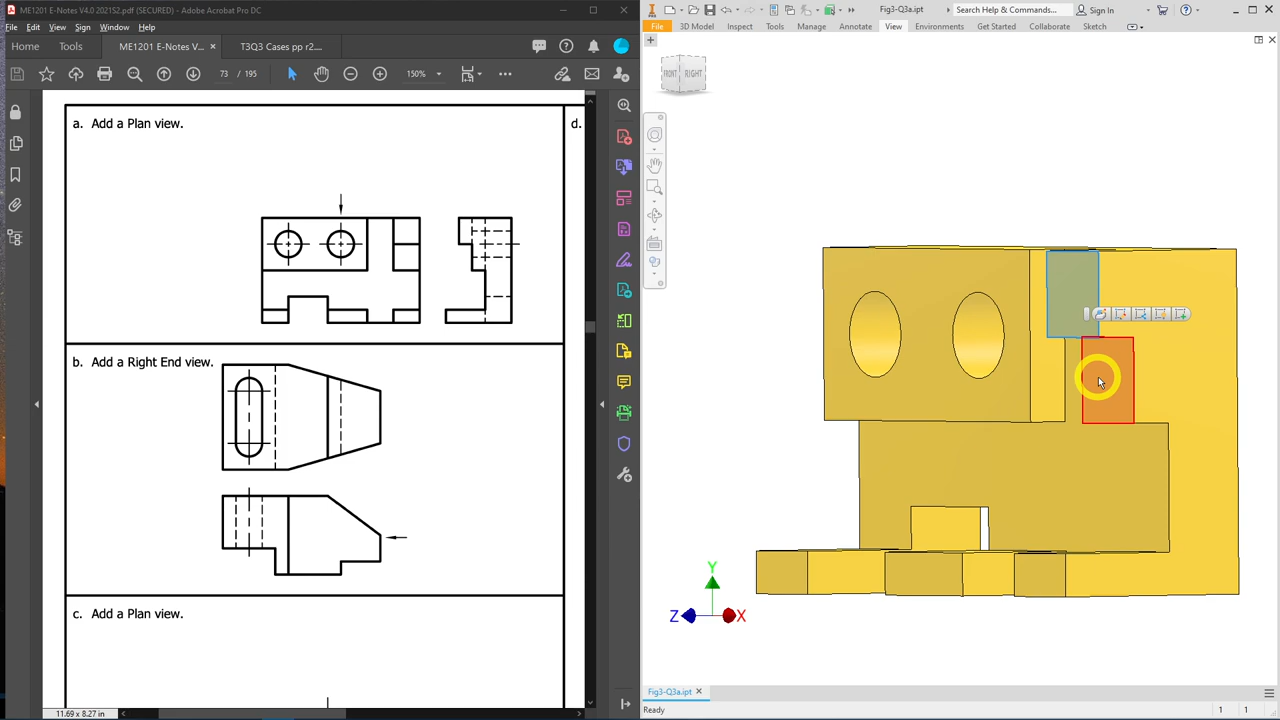 ME1201 E-Notes V4.0 2021S2.pdf (SECURED) - Adobe Acrobat Pro DC
File Edit View Sign Window Help
Home Tools
ME1201 E-Notes V...
T3Q3 Cases pp r2...
/ 195
150%
a. Add a Plan view.
d.
b. Add a Right End view.
c. Add a Plan view.
11.69 x 8.27 in
Fig3-Q3a.ipt
Search Help & Commands...
Sign In
File 3D Model Inspect Tools Manage Annotate View Environments Get Started Collaborate Sketch
FRONT RIGHT
Y
Z X
Fig3-Q3a.ipt
Ready
1 1